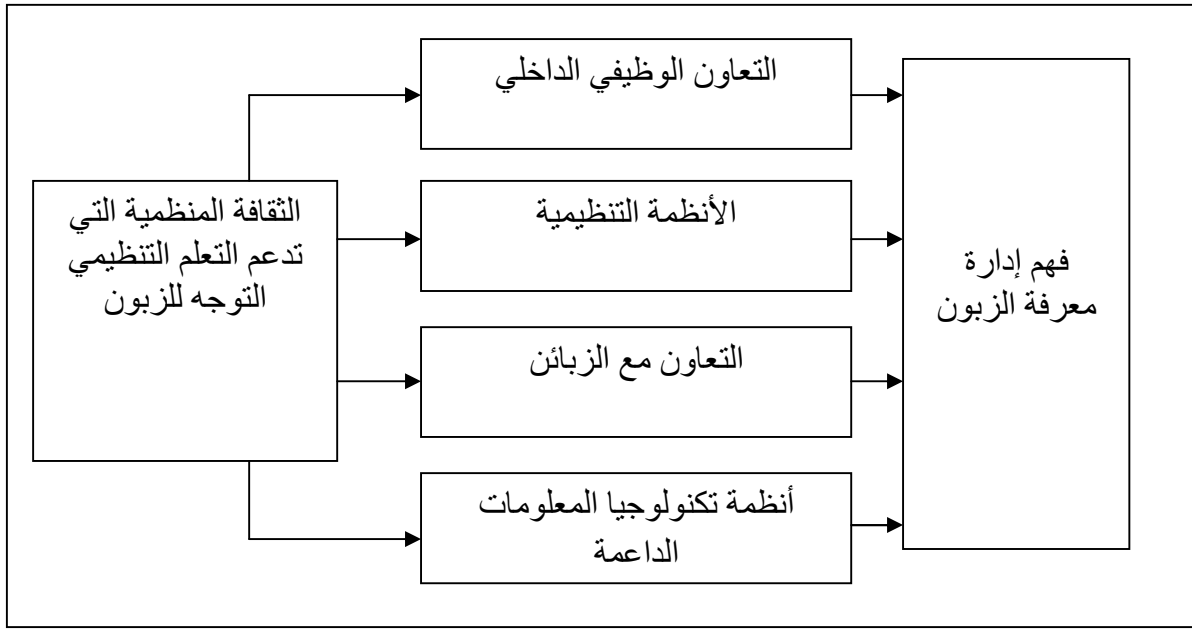 الثقافة المنظمية التي
تدعم التعلم التنظيمي
التوجه للزبون
التعاون الوظيفي الداخلي
الأنظمة التنظيمية
التعاون مع الزبائن
أنظمة تكنولوجيا المعلومات
الداعمة
فهم إدارة
معرفة الزبون